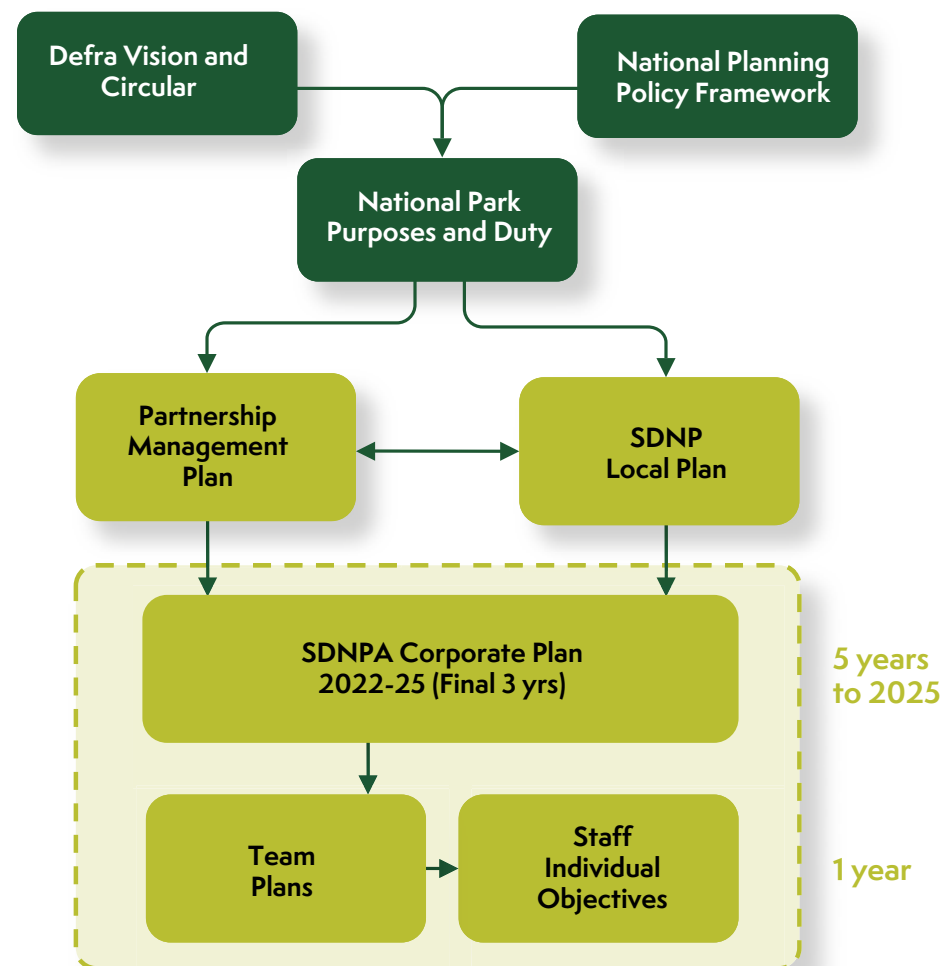 Defra Vision and
Circular
National Planning
Policy Framework
National Park
Purposes and Duty
Partnership
Management
Plan
SDNP
Local Plan
SDNPA Corporate Plan
2022-25 (Final 3 yrs)
5 years
to 2025
Team
Plans
Staff
Individual
Objectives
1 year